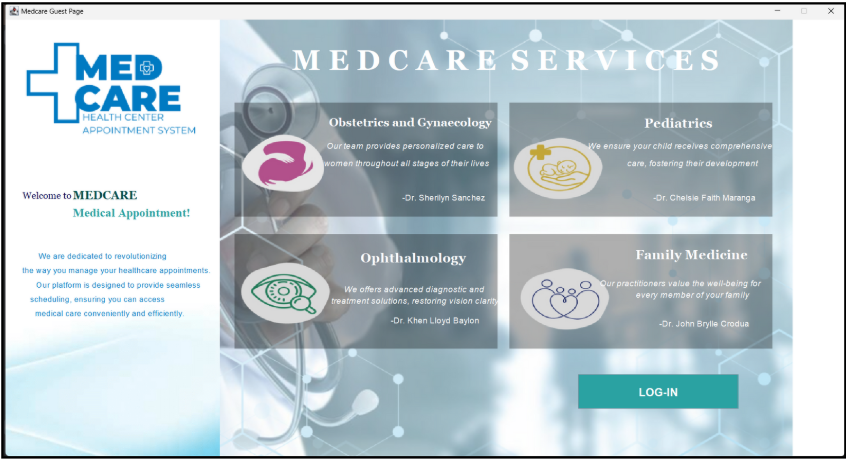 Medcare Guest Page
MED
CARE
HEALTH CENTER
APPOINTMENT SYSTEM
Welcome to MEDCARE
Medical Appointment!
We are dedicated to revolutionizing
the way you manage your healthcare appointments.
Our platform is designed to provide seamless
scheduling, ensuring you can access
medical care conveniently and efficiently.
MEDCARE SERVICES
Obstetrics and Gynaecology
Our team provides personalized care to
women throughout all stages of their lives
-Dr. Sherilyn Sanchez
Pediatrics
We ensure your child receives comprehensive
care, fostering their development
-Dr. Chelsie Faith Maranga
Ophthalmology
We offers advanced diagnostic and
treatment solutions, restoring vision clarity
-Dr. Khen Lloyd Baylon
Family Medicine
Our practitioners value the well-being for
every member of your family
-Dr. John Brylle Crodua
LOG-IN